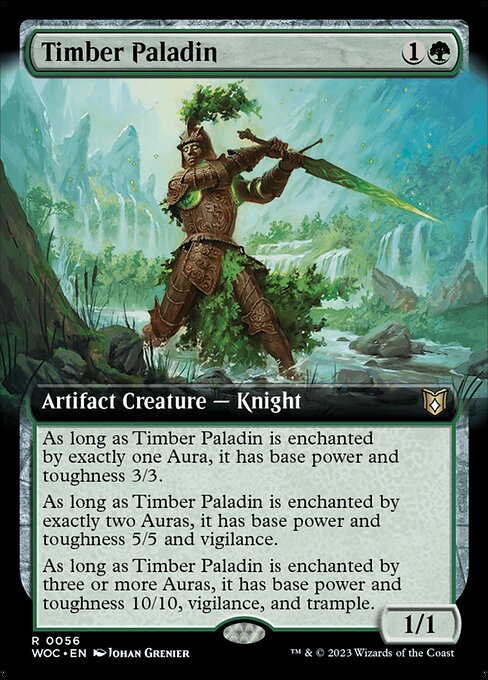 Timber Paladin 1
Artifact Creature — Knight
As long as Timber Paladin is enchanted
by exactly one Aura, it has base power and
toughness 3/3.
As long as Timber Paladin is enchanted by
exactly two Auras, it has base power and
toughness 5/5 and vigilance.
As long as Timber Paladin is enchanted by
three or more Auras, it has base power and
toughness 10/10, vigilance, and trample.
1/1
R 0056
WOC • EN Johan Grenier
™ & © 2023 Wizards of the Coast